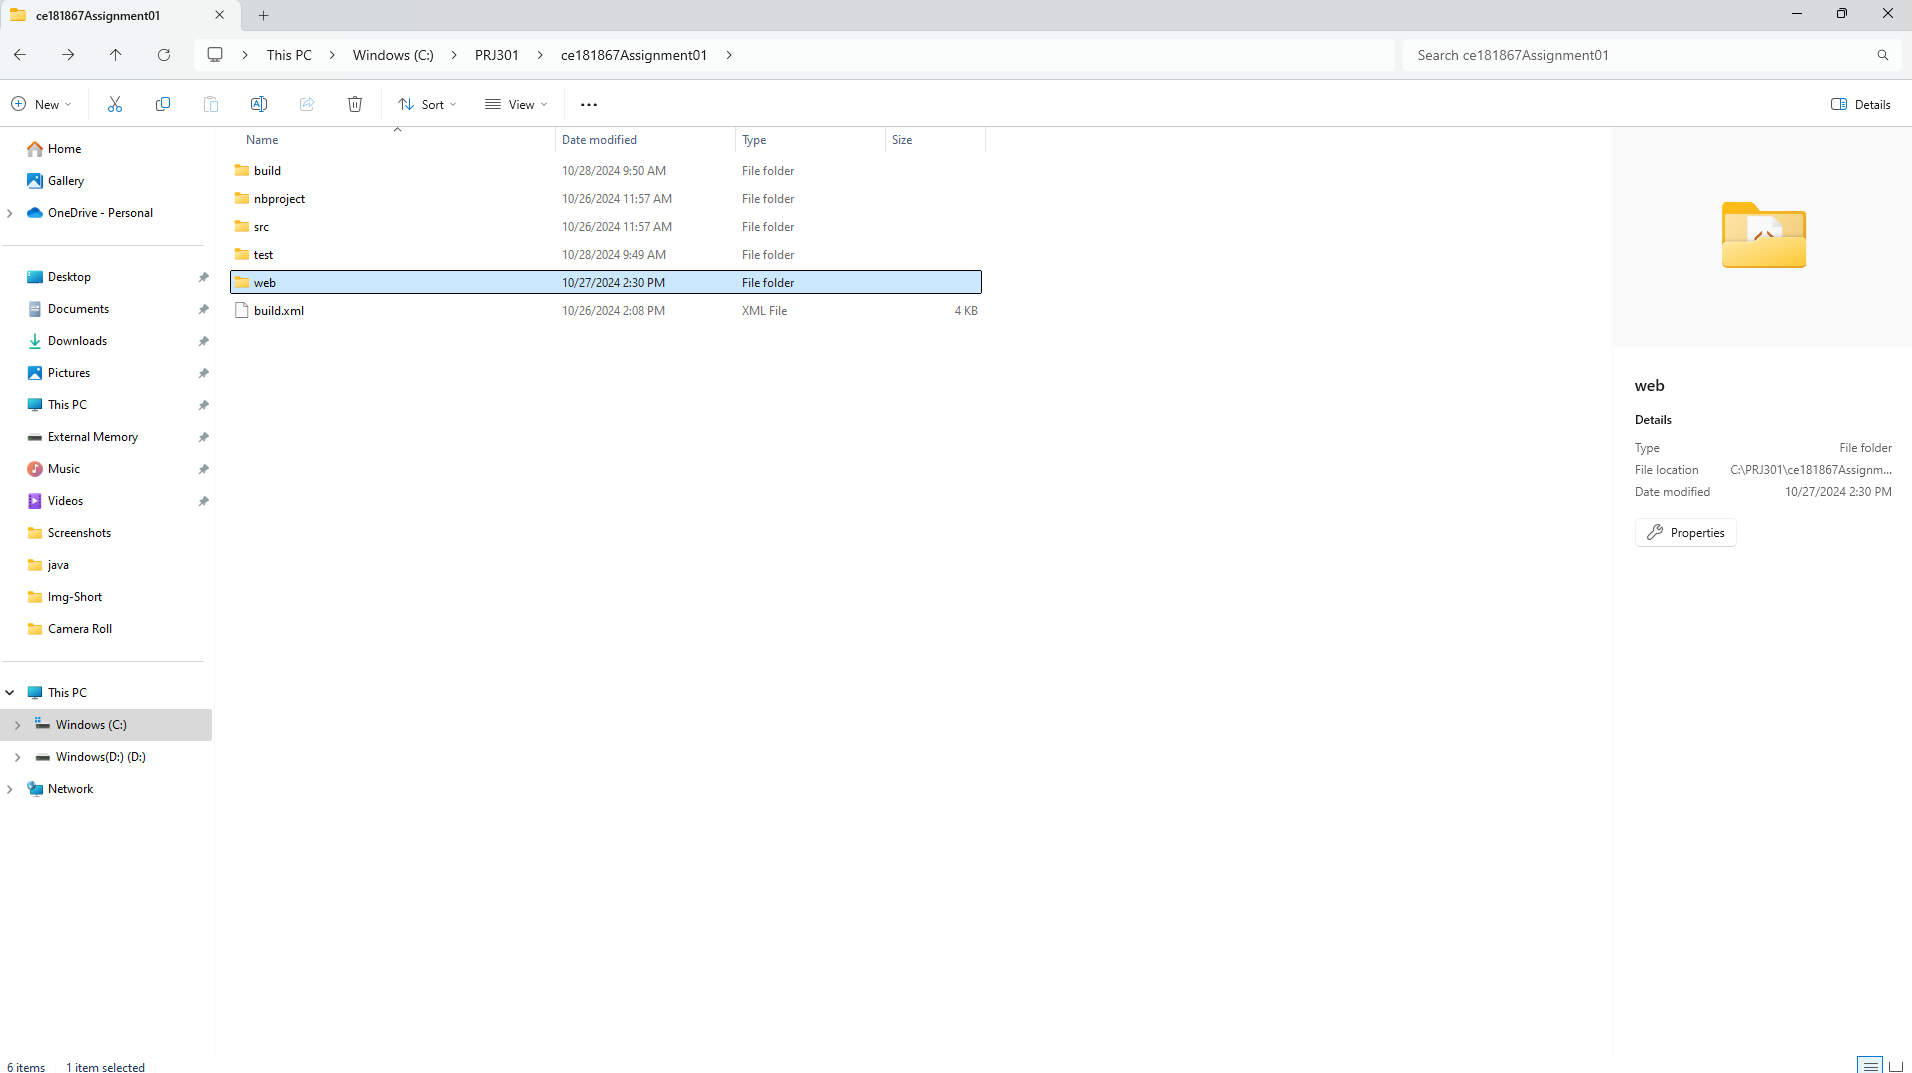 ce181867Assignment01
This PC > Windows (C:) > PRJ301 > ce181867Assignment01 >
Search ce181867Assignment01
New
Sort
View
Details
Name Date modified Type Size
build 10/28/2024 9:50 AM File folder
nbproject 10/26/2024 11:57 AM File folder
src 10/26/2024 11:57 AM File folder
test 10/28/2024 9:49 AM File folder
web 10/27/2024 2:30 PM File folder
build.xml 10/26/2024 2:08 PM XML File 4 KB
Home
Gallery
OneDrive - Personal
Desktop
Documents
Downloads
Pictures
This PC
External Memory
Music
Videos
Screenshots
java
Img-Short
Camera Roll
This PC
Windows (C:)
Windows(D:) (D:)
Network
web
Details
Type File folder
File location C:\PRJ301\ce181867Assignm...
Date modified 10/27/2024 2:30 PM
Properties
6 items 1 item selected